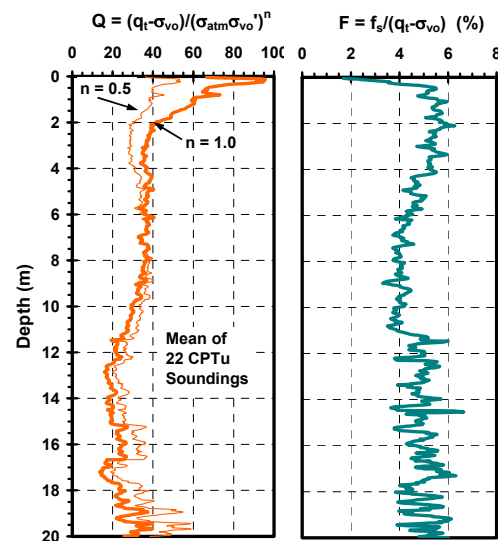 Q = (qt-σvo)/(σatmσvo')ⁿ
F = fs/(qt-σvo) (%)
0 20 40 60 80 100
0 2 4 6 8
0
2
4
6
8
10
12
14
16
18
20
Depth (m)
n = 0.5
n = 1.0
Mean of
22 CPTu
Soundings